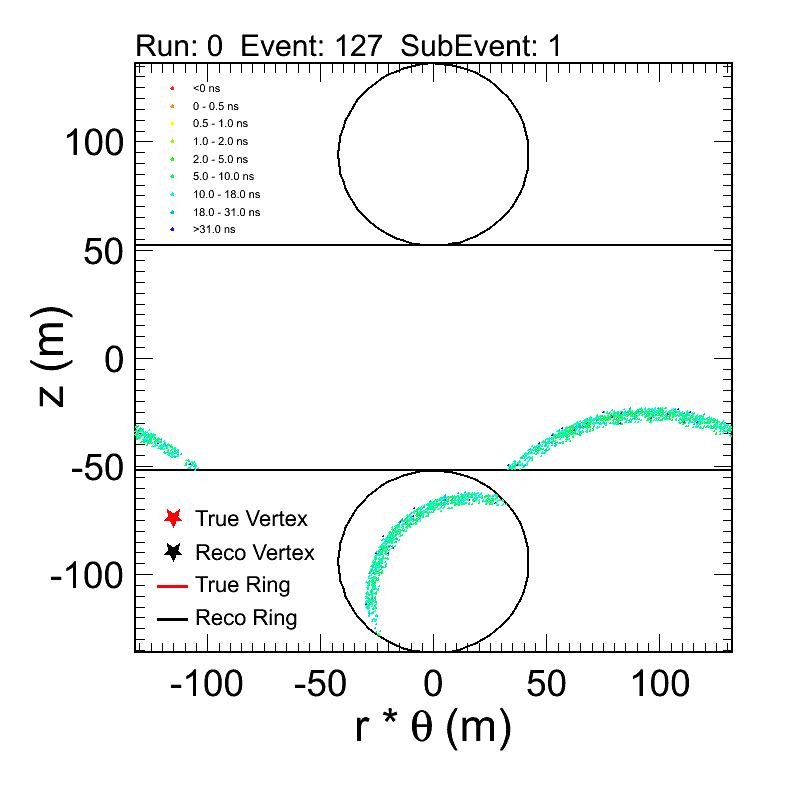 Run: 0 Event: 127 SubEvent: 1
<0 ns
0 - 0.5 ns
0.5 - 1.0 ns
1.0 - 2.0 ns
2.0 - 5.0 ns
5.0 - 10.0 ns
10.0 - 18.0 ns
18.0 - 31.0 ns
>31.0 ns
100
50
0
-50
-100
z (m)
True Vertex
Reco Vertex
True Ring
Reco Ring
-100 -50 0 50 100
r * θ (m)